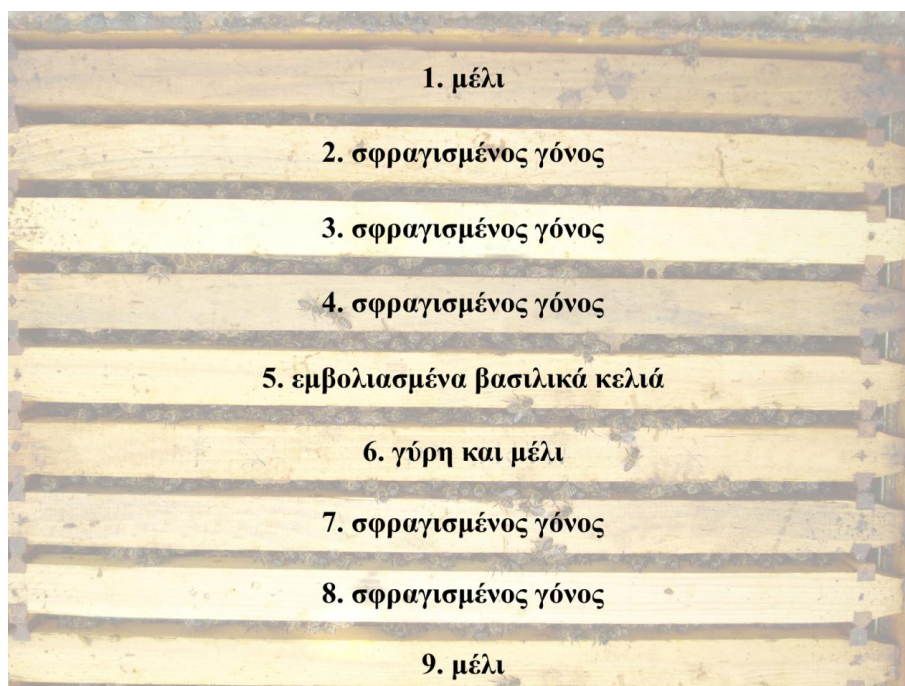 1. μέλι
2. σφραγισμένος γόνος
3. σφραγισμένος γόνος
4. σφραγισμένος γόνος
5. εμβολιασμένα βασιλικά κελιά
6. γύρη και μέλι
7. σφραγισμένος γόνος
8. σφραγισμένος γόνος
9. μέλι